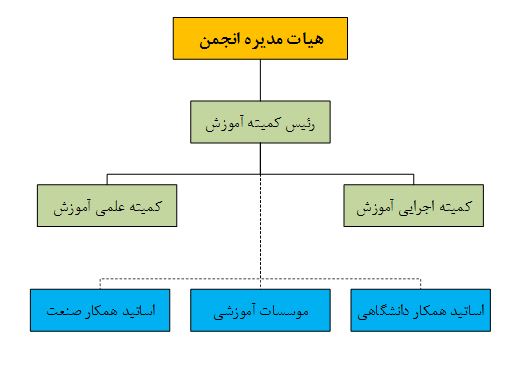 هیات مدیره انجمن
رئیس کمیته آموزش
کمیته اجرایی آموزش
کمیته علمی آموزش
اساتید همکار دانشگاهی
موسسات آموزشی
اساتید همکار صنعت